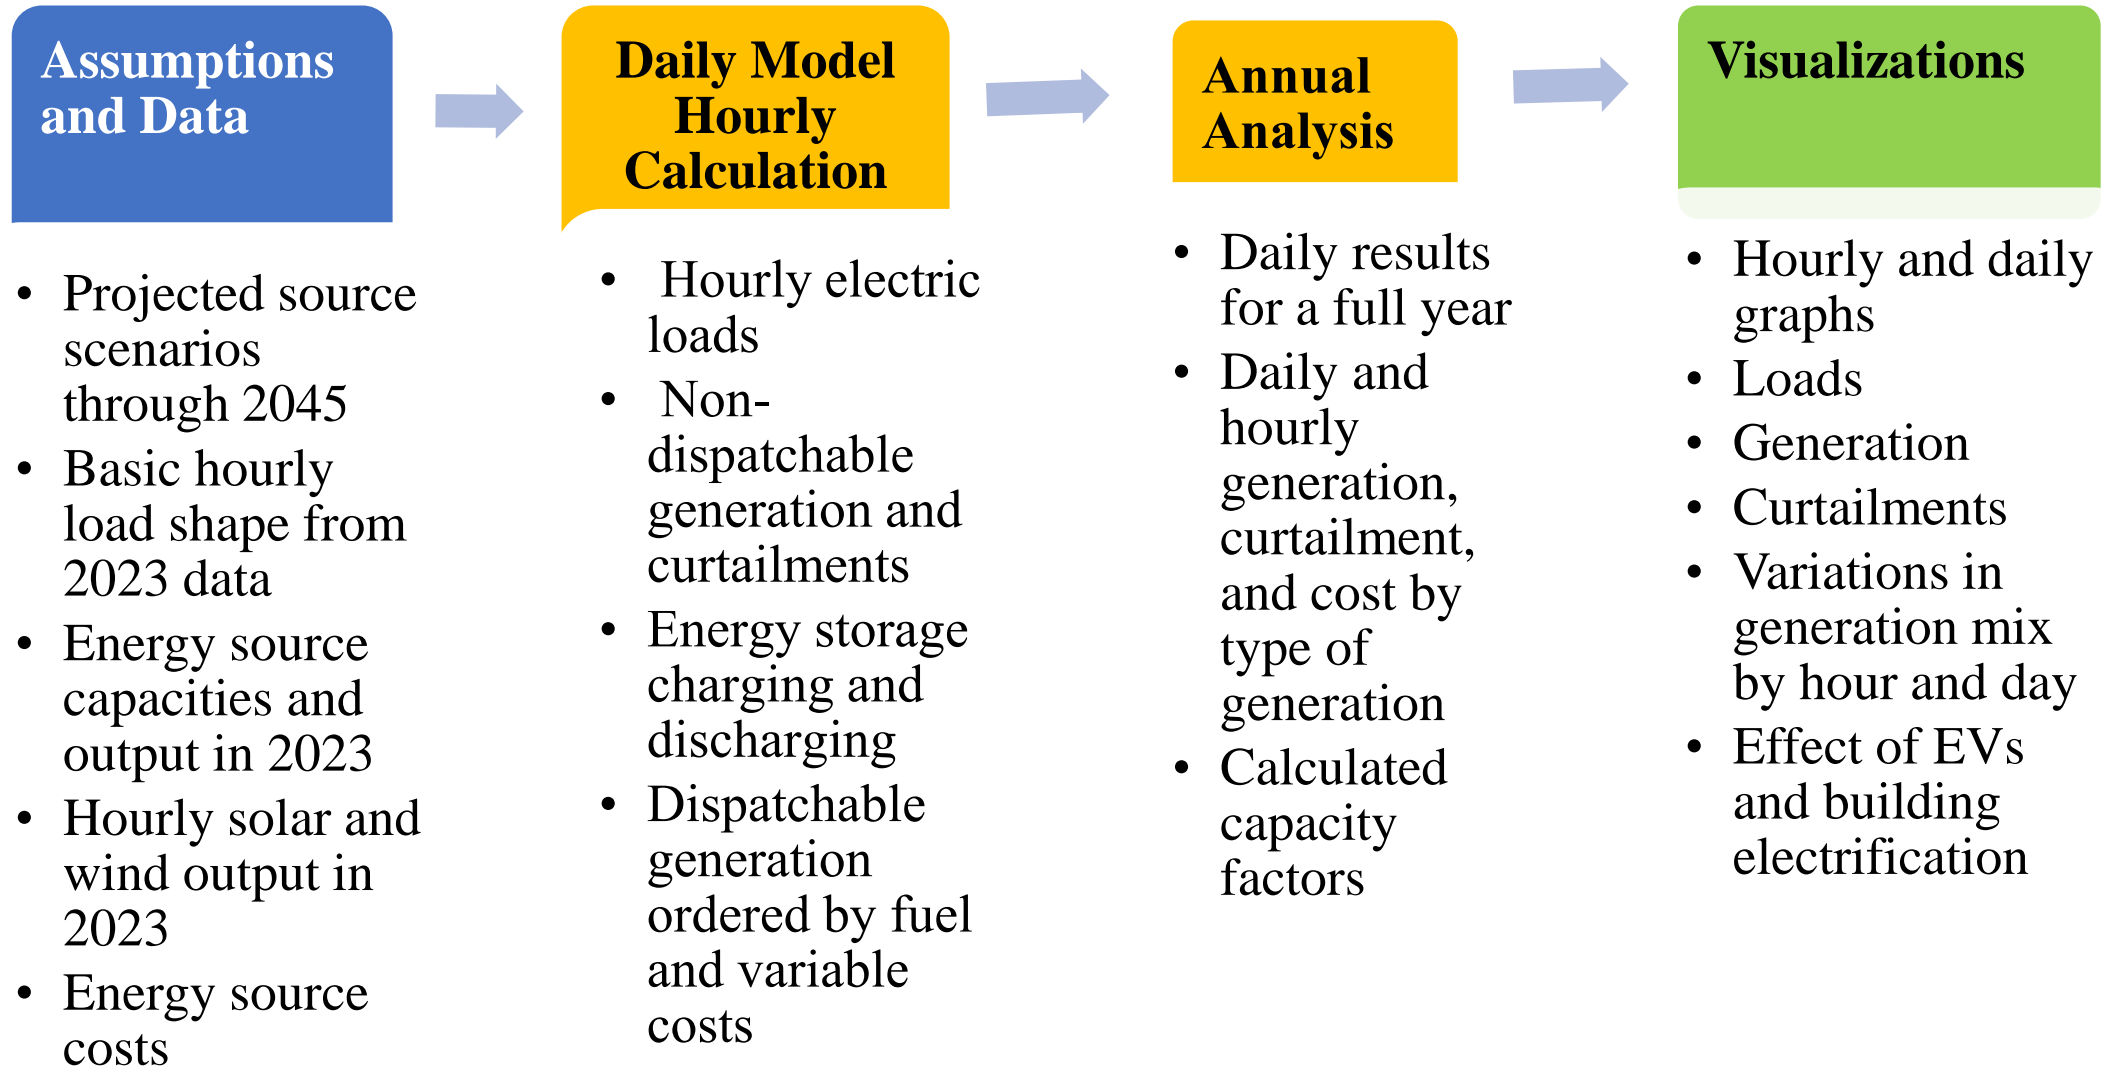 Assumptions
and Data
• Projected source
scenarios
through 2045
• Basic hourly
load shape from
2023 data
• Energy source
capacities and
output in 2023
• Hourly solar and
wind output in
2023
• Energy source
costs
Daily Model
Hourly
Calculation
• Hourly electric
loads
• Non-
dispatchable
generation and
curtailments
• Energy storage
charging and
discharging
• Dispatchable
generation
ordered by fuel
and variable
costs
Annual
Analysis
• Daily results
for a full year
• Daily and
hourly
generation,
curtailment,
and cost by
type of
generation
• Calculated
capacity
factors
Visualizations
• Hourly and daily
graphs
• Loads
• Generation
• Curtailments
• Variations in
generation mix
by hour and day
• Effect of EVs
and building
electrification